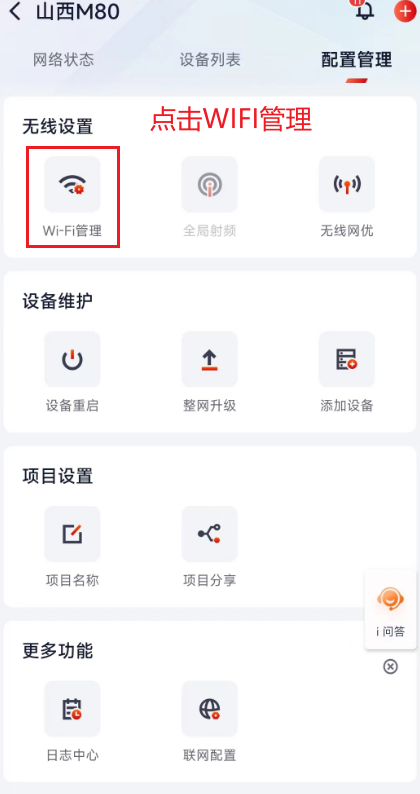 山西M80
11
网络状态 设备列表 配置管理
无线设置
点击WIFI管理
Wi-Fi管理 全局射频 无线网优
设备维护
设备重启 整网升级 添加设备
项目设置
项目名称 项目分享
i 问答
更多功能
日志中心 联网配置